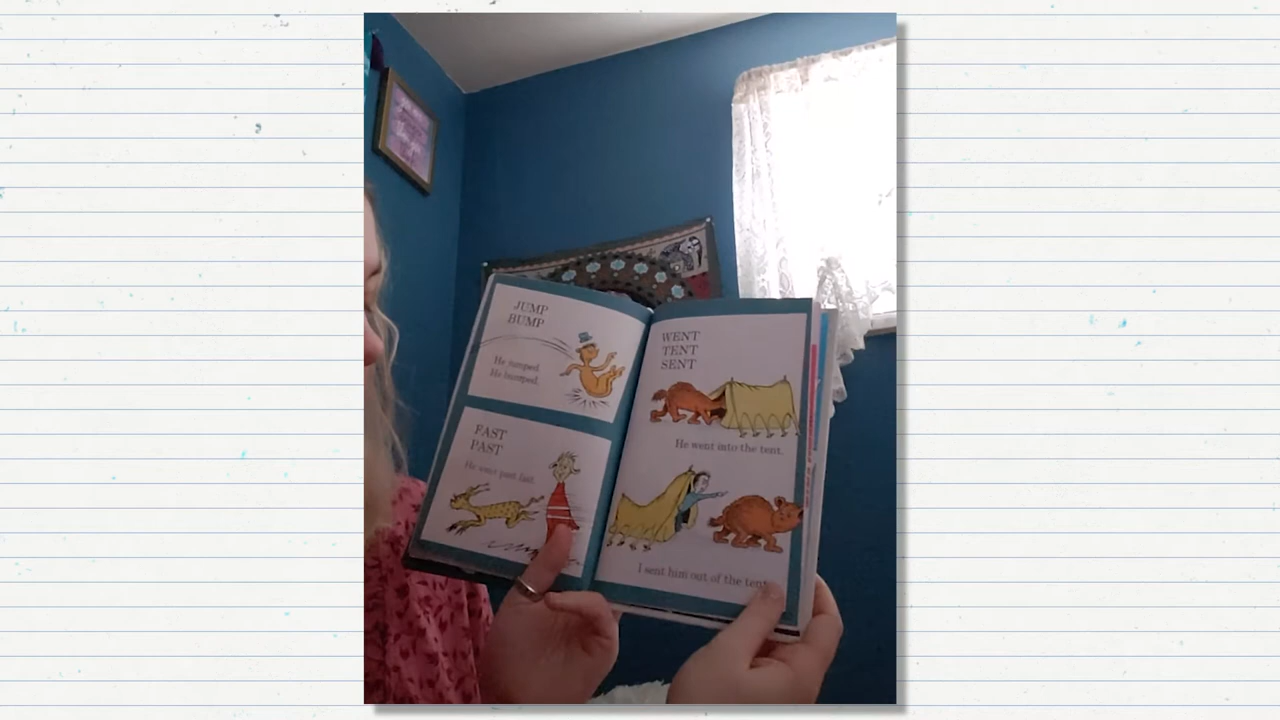 JUMP
BUMP
He jumped.
He bumped.
FAST
PAST
He went past fast.
WENT
TENT
SENT
He went into the tent.
I sent him out of the tent.